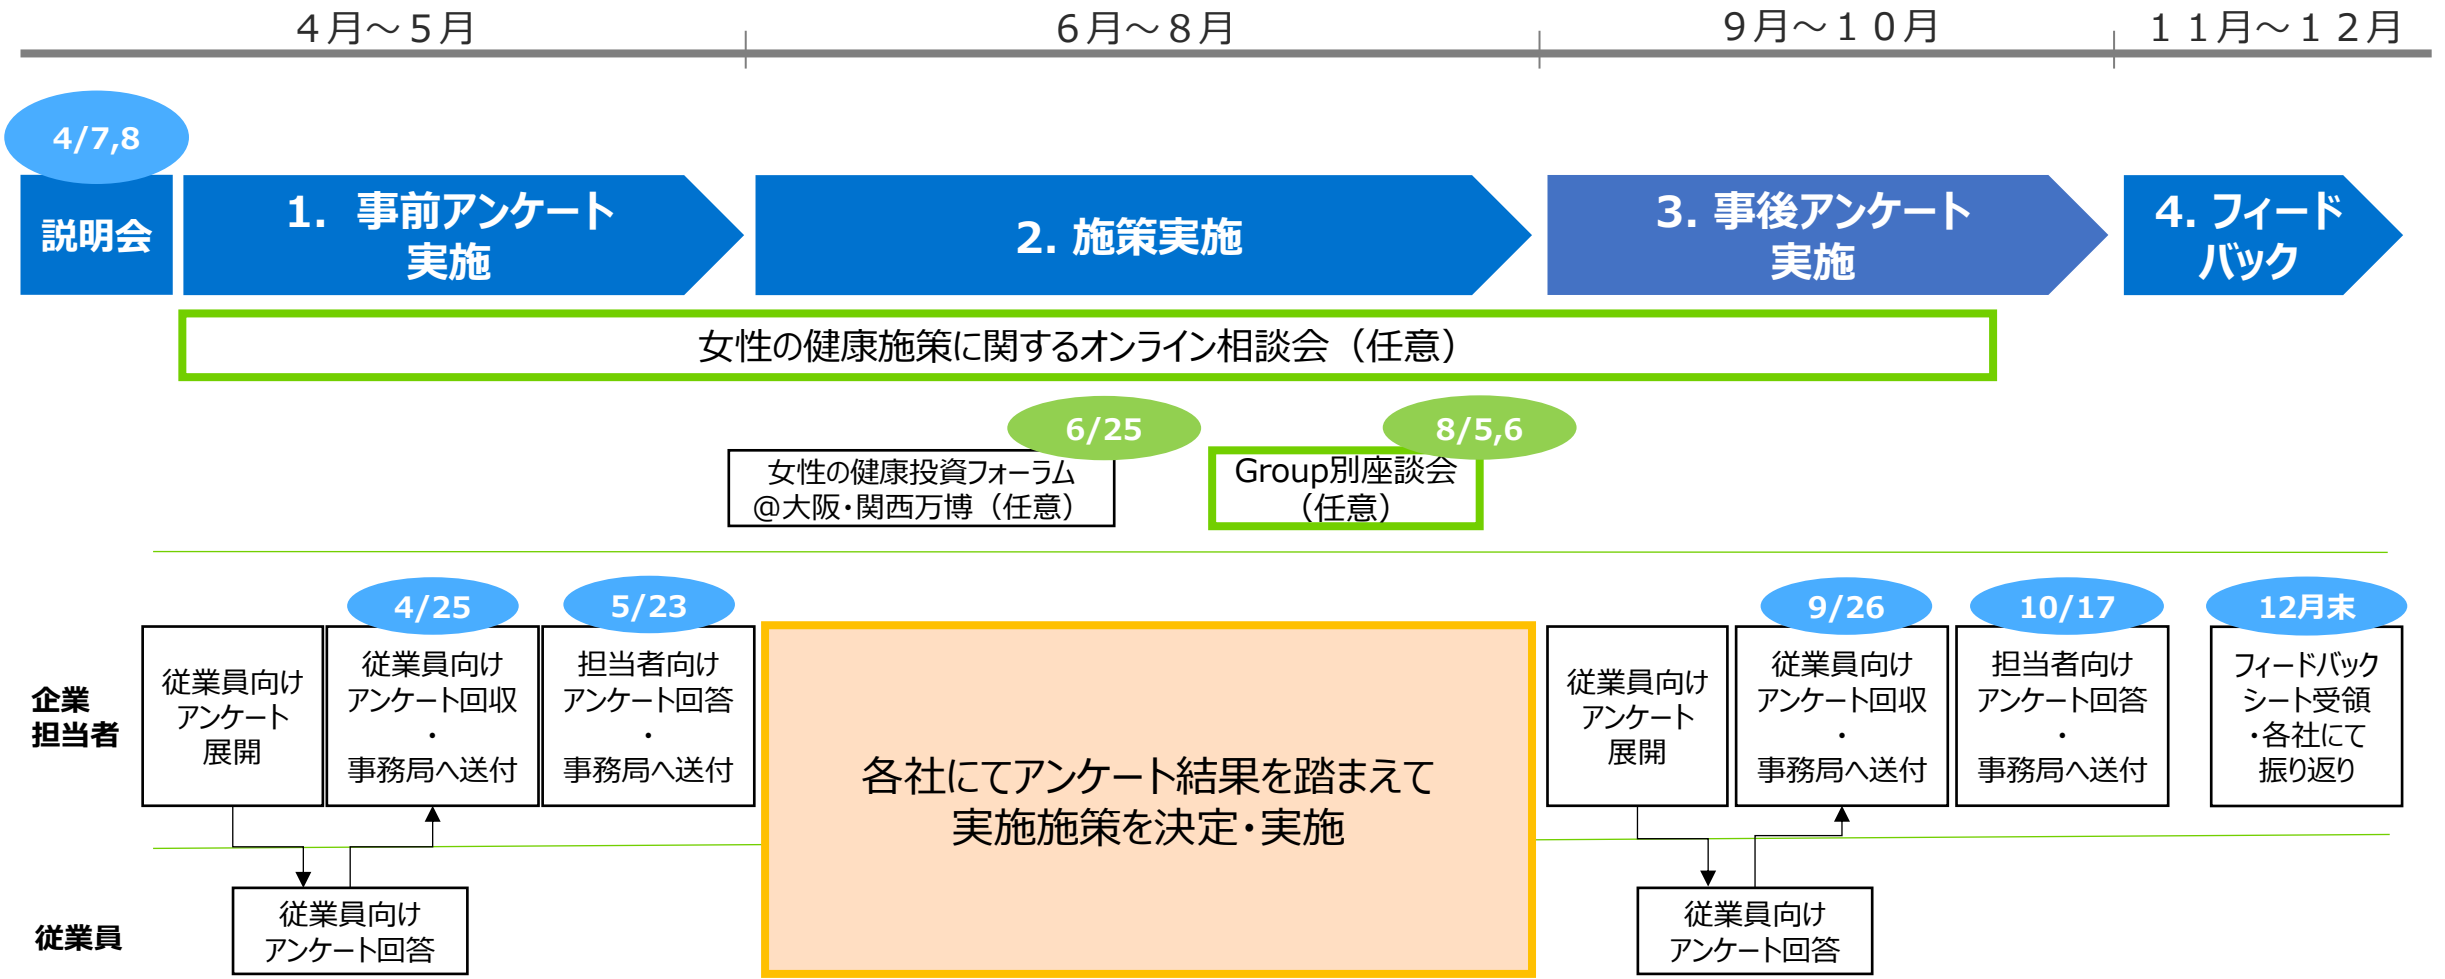 ４月～５月
６月～８月
９月～１０月
１１月～１２月
4/7,8
説明会
1. 事前アンケート
実施
2. 施策実施
3. 事後アンケート
実施
4. フィード
バック
女性の健康施策に関するオンライン相談会（任意）
6/25
女性の健康投資フォーラム
@大阪・関西万博（任意）
8/5,6
Group別座談会
（任意）
企業
担当者
従業員向け
アンケート
展開
4/25
従業員向け
アンケート回収
・
事務局へ送付
5/23
担当者向け
アンケート回答
・
事務局へ送付
各社にてアンケート結果を踏まえて
実施施策を決定・実施
従業員向け
アンケート
展開
9/26
従業員向け
アンケート回収
・
事務局へ送付
10/17
担当者向け
アンケート回答
・
事務局へ送付
12月末
フィードバック
シート受領
・各社にて
振り返り
従業員
従業員向け
アンケート回答
従業員向け
アンケート回答